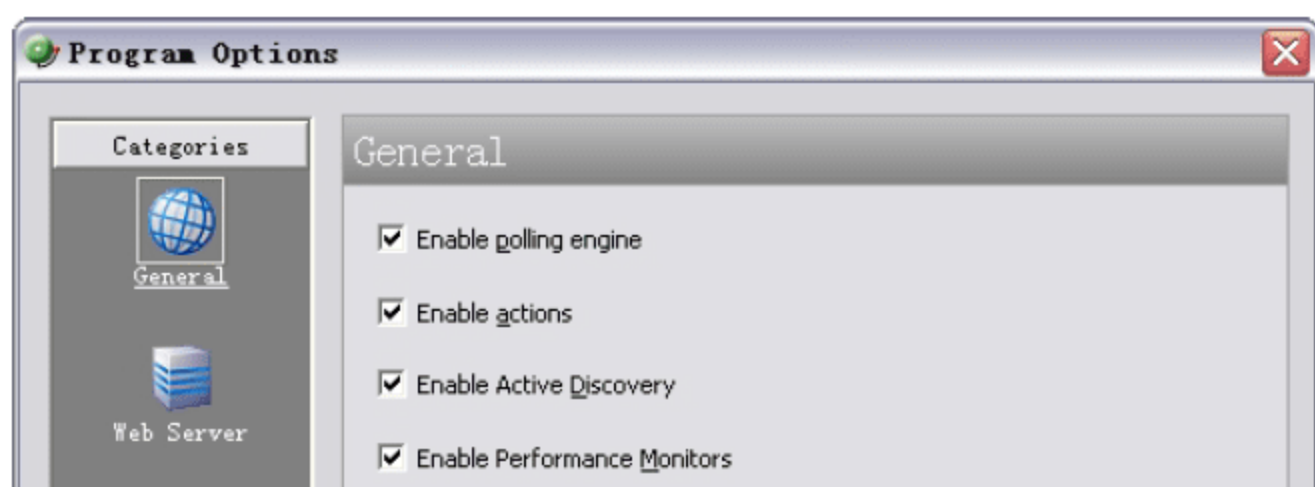 Program Options
Categories
General
Web Server
General
Enable polling engine
Enable actions
Enable Active Discovery
Enable Performance Monitors